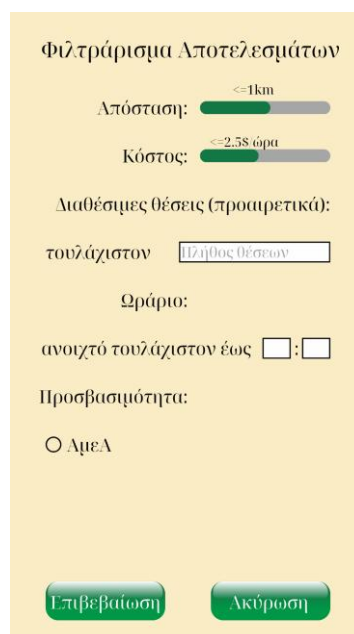 Φιλτράρισμα Αποτελεσμάτων
<=1km
Απόσταση:
<=2.5$/ώρα
Κόστος:
Διαθέσιμες θέσεις (προαιρετικά):
τουλάχιστον Πλήθος θέσεων
Ωράριο:
ανοιχτό τουλάχιστον έως :
Προσβασιμότητα:
ΑμεΑ
Επιβεβαίωση Ακύρωση